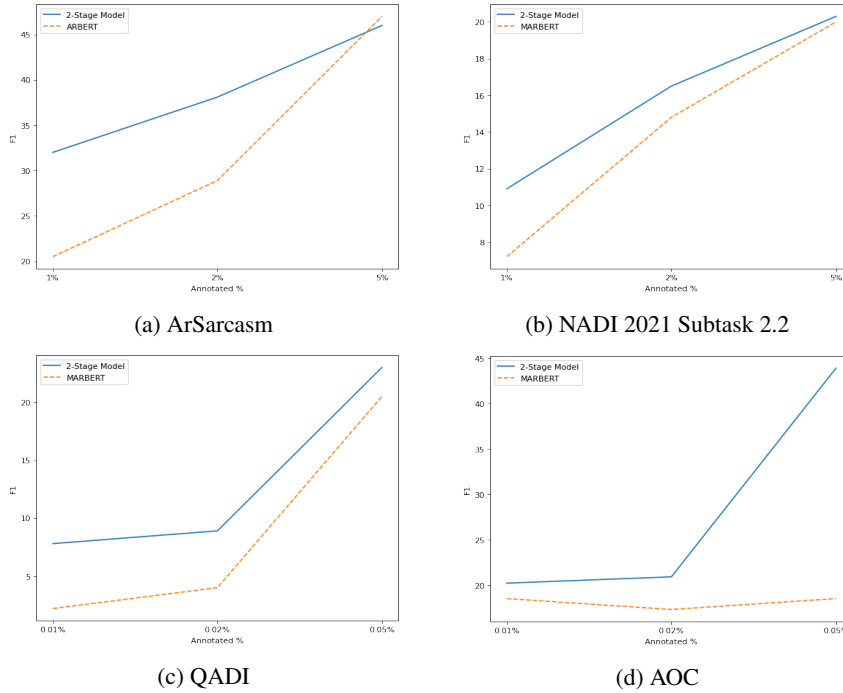 2-Stage Model
ARBERT
45
40
35
30
25
20
F1
1%
2%
5%
Annotated %
(a) ArSarcasm
2-Stage Model
MARBERT
20
18
16
14
12
10
8
F1
1%
2%
5%
Annotated %
(b) NADI 2021 Subtask 2.2
2-Stage Model
MARBERT
20
15
10
5
F1
0.01%
0.02%
0.05%
Annotated %
(c) QADI
2-Stage Model
MARBERT
45
40
35
30
25
20
F1
0.01%
0.02%
0.05%
Annotated %
(d) AOC